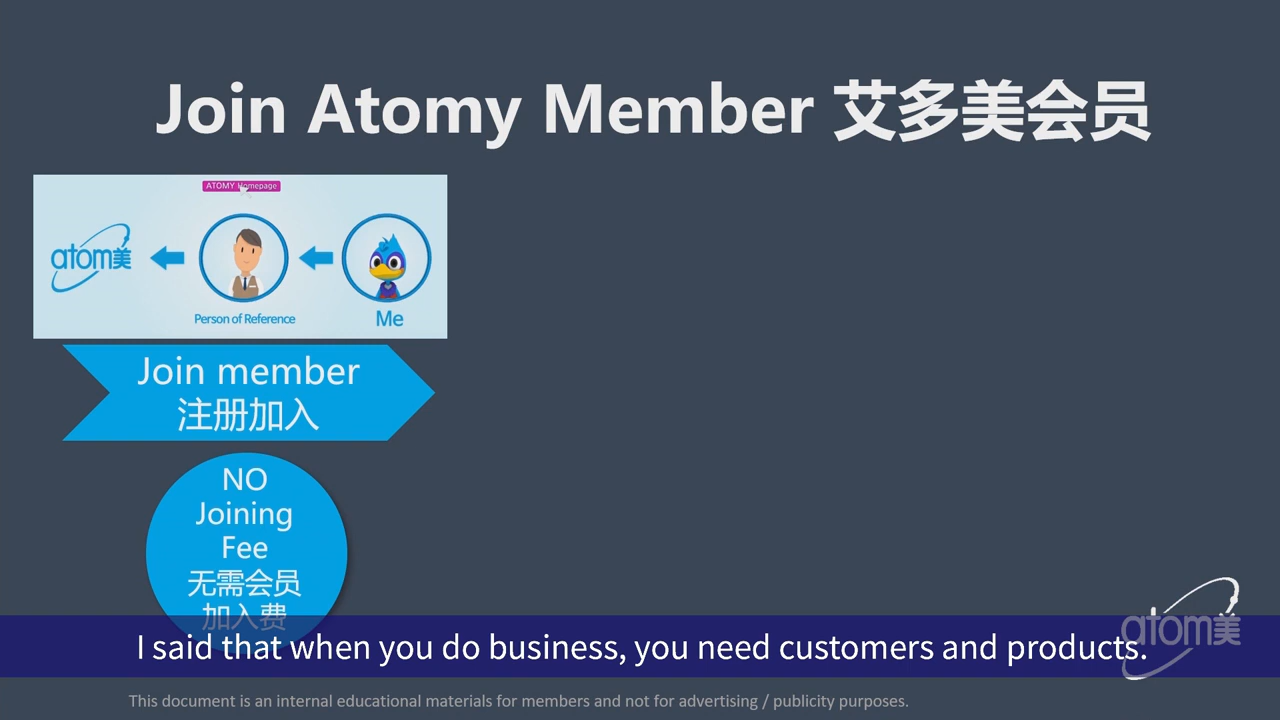 Join Atomy Member 艾多美会员
ATOMY Homepage
atom美
Person of Reference
Me
Join member
注册加入
NO
Joining
Fee
无需会员
加入费
I said that when you do business, you need customers and products.
atom美
This document is an internal educational materials for members and not for advertising / publicity purposes.